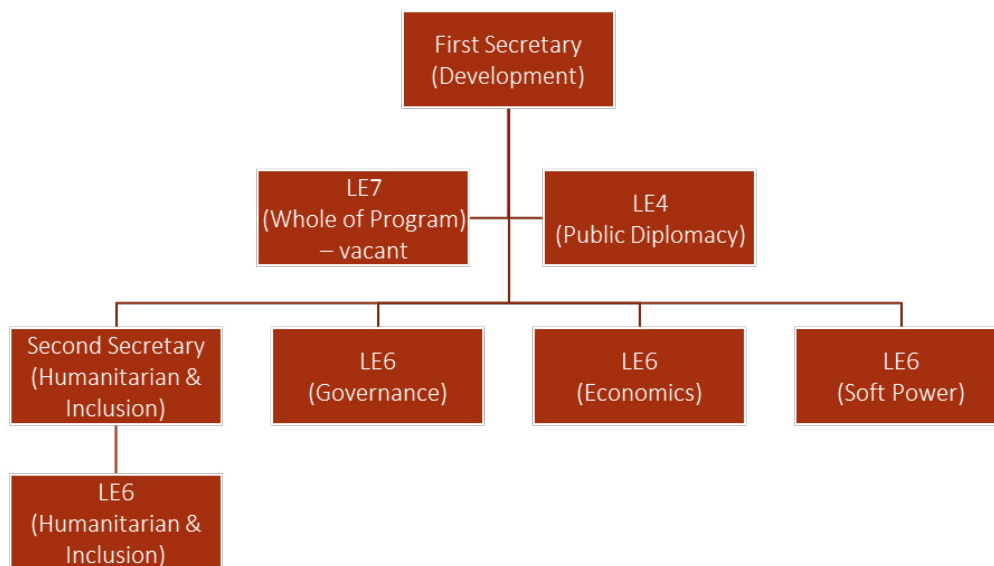 First Secretary
(Development)
LE7
(Whole of Program)
– vacant
LE4
(Public Diplomacy)
Second Secretary
(Humanitarian &
Inclusion)
LE6
(Governance)
LE6
(Economics)
LE6
(Soft Power)
LE6
(Humanitarian &
Inclusion)